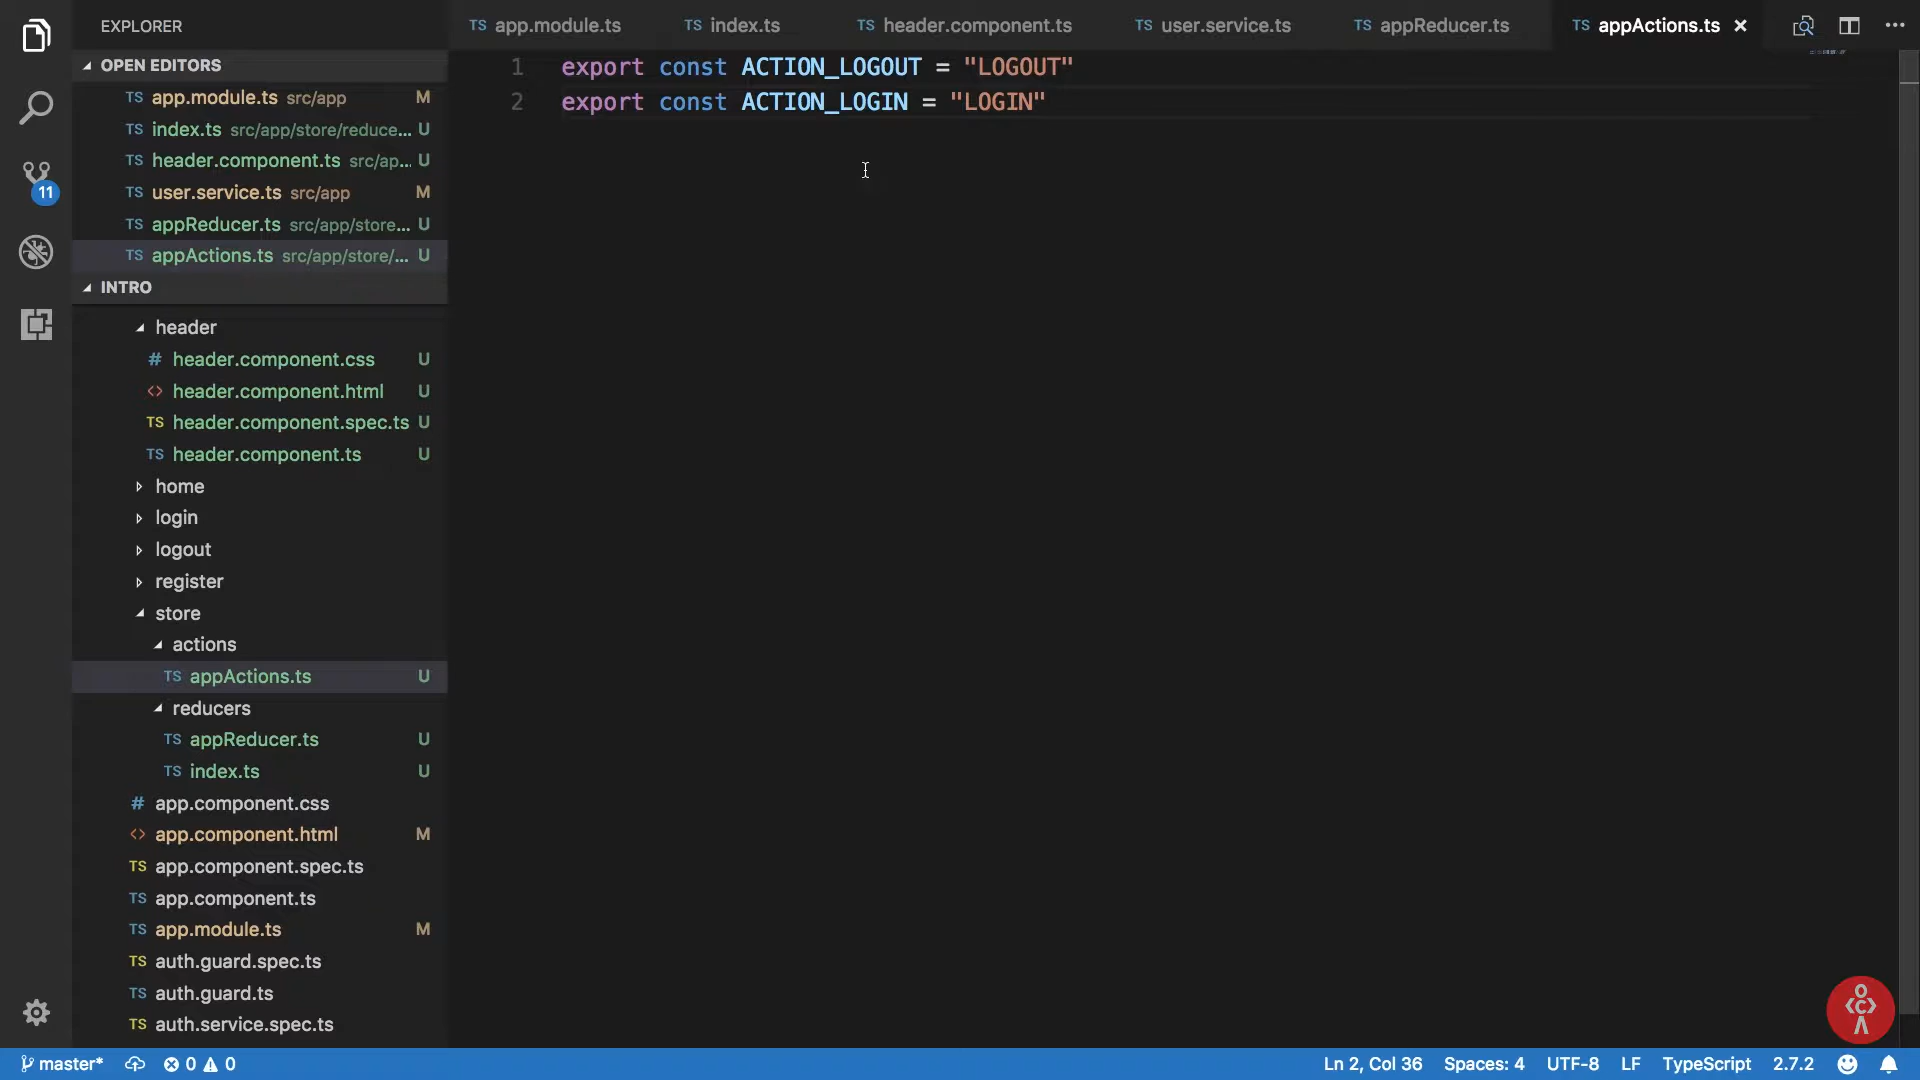 EXPLORER
OPEN EDITORS
TS app.module.ts src/app M
TS index.ts src/app/store/reduce... U
TS header.component.ts src/ap... U
TS user.service.ts src/app M
TS appReducer.ts src/app/store... U
TS appActions.ts src/app/store/... U
INTRO
header
# header.component.css U
<> header.component.html U
TS header.component.spec.ts U
TS header.component.ts U
home
login
logout
register
store
actions
TS appActions.ts U
reducers
TS appReducer.ts U
TS index.ts U
# app.component.css
<> app.component.html M
TS app.component.spec.ts
TS app.component.ts
TS app.module.ts M
TS auth.guard.spec.ts
TS auth.guard.ts
TS auth.service.spec.ts
11
TS app.module.ts TS index.ts TS header.component.ts TS user.service.ts TS appReducer.ts TS appActions.ts
1 export const ACTION_LOGOUT = "LOGOUT"
2 export const ACTION_LOGIN = "LOGIN"
master* 0 0 Ln 2, Col 36 Spaces: 4 UTF-8 LF TypeScript 2.7.2